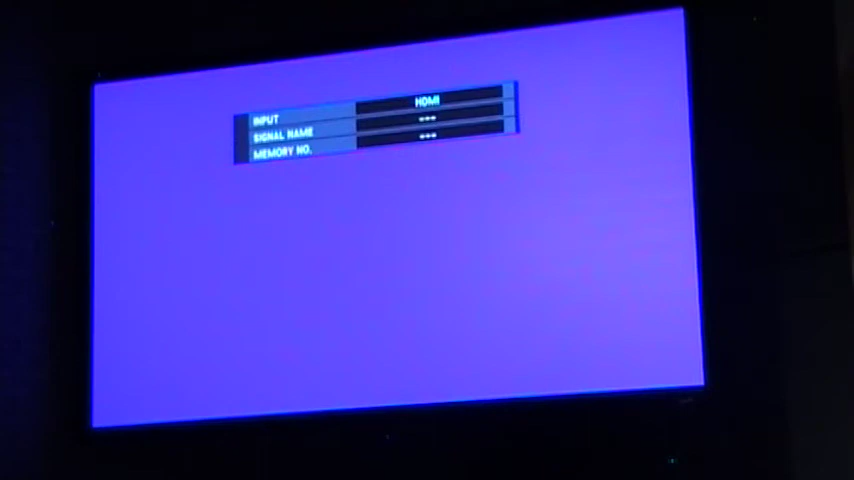 INPUT HDMI
SIGNAL NAME ---
MEMORY NO. ---